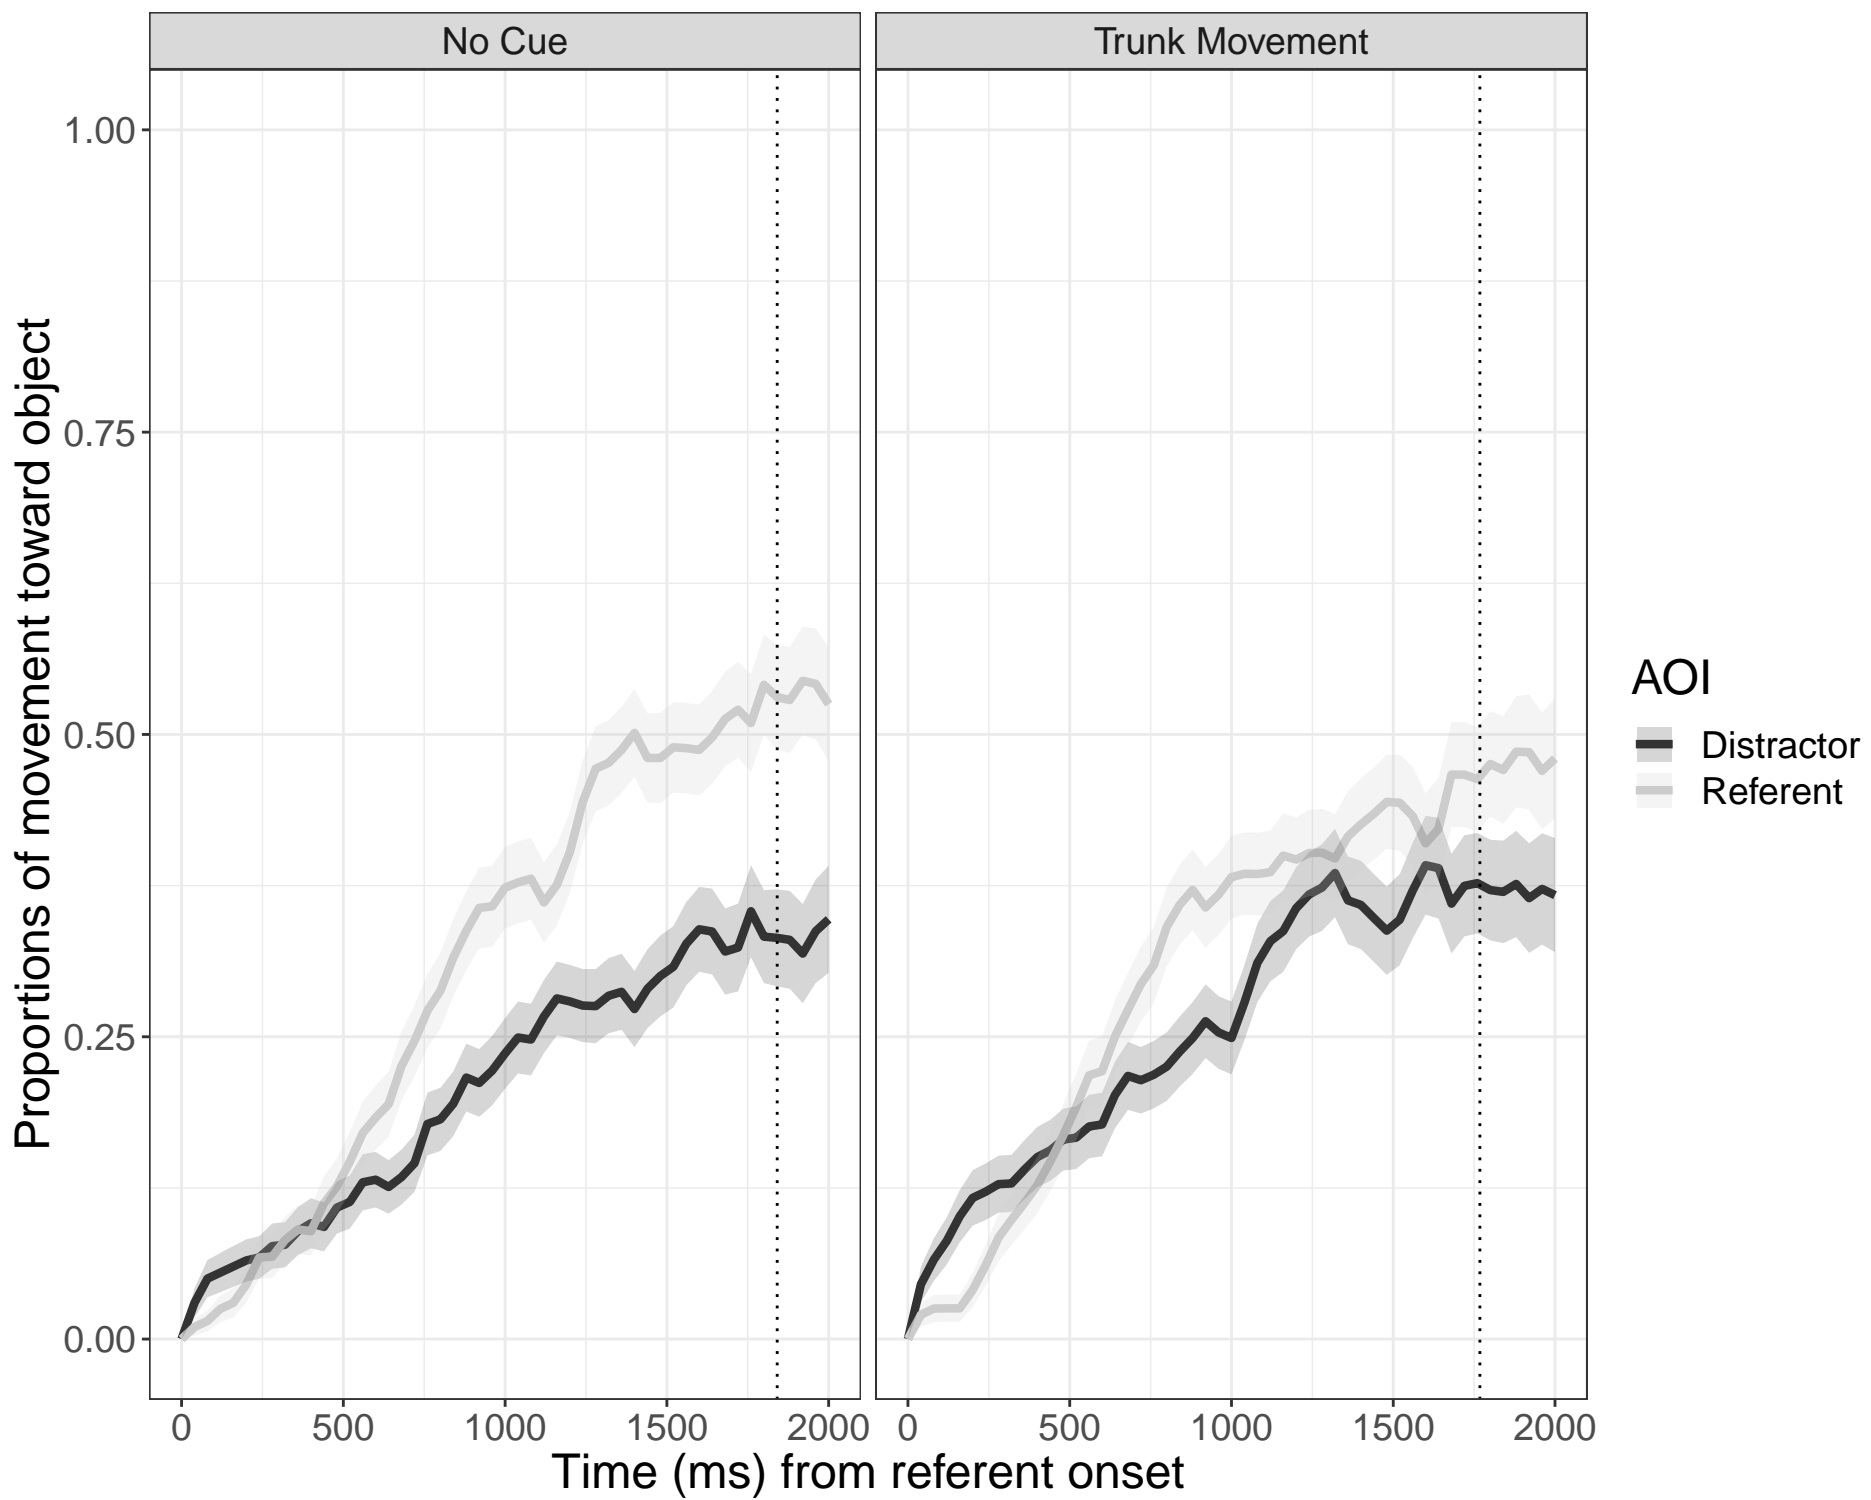 No Cue
Trunk Movement
Proportions of movement toward object
1.00
0.75
0.50
0.25
0.00
0 500 1000 1500 2000
0 500 1000 1500 2000
Time (ms) from referent onset
AOI
Distractor
Referent